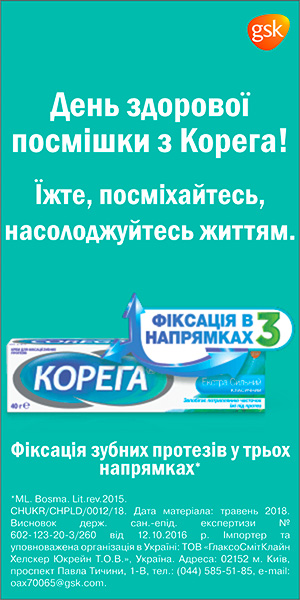 gsk
День здорової
посмішки з Корега!
Їжте, посміхайтесь,
насолоджуйтесь життям.
ФІКСАЦІЯ В
НАПРЯМКАХ 3
КОРЕГА
40 г
Екстра Сильний
Фіксація зубних протезів у трьох
напрямках*
*ML. Bosma. Lit.rev.2015.
CHUKR/CHPLD/0012/18. Дата матеріала: травень 2018.
Висновок держ. сан.-епід. експертизи №
602-123-20-3/260 від 12.10.2016 р. Імпортер та
уповноважена організація в Україні: ТОВ «ГлаксоСмітКлайн
Хелскер Юкрейн Т.О.В.», Україна. Адреса: 02152 м. Київ,
проспект Павла Тичини, 1-В, тел.: (044) 585-51-85, e-mail:
oax70065@gsk.com.